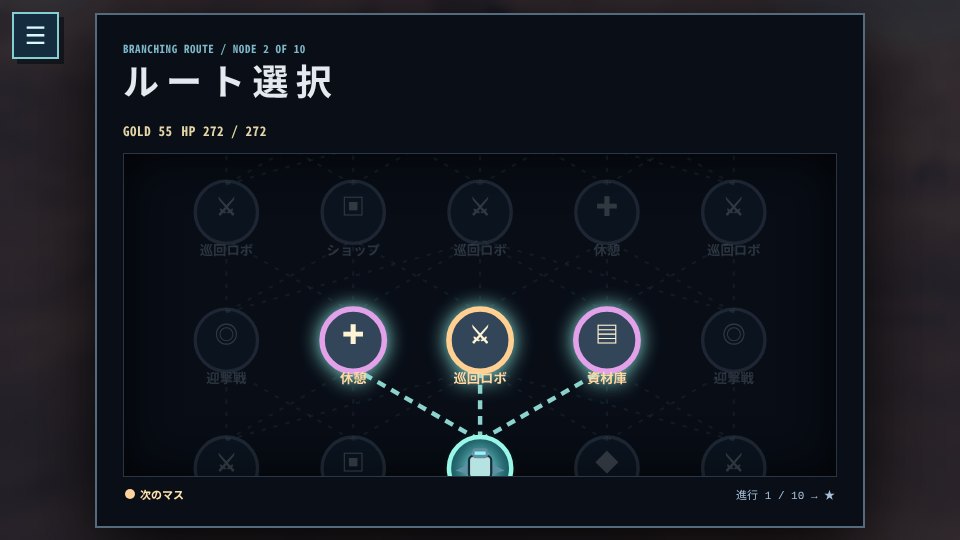 ☰
BRANCHING ROUTE / NODE 2 OF 10
ルート選択
GOLD 55 HP 272 / 272
巡回ロボ ショップ 巡回ロボ 休憩 巡回ロボ
迎撃戦 休憩 巡回ロボ 資材庫 迎撃戦
次のマス 進行 1 / 10 → ★